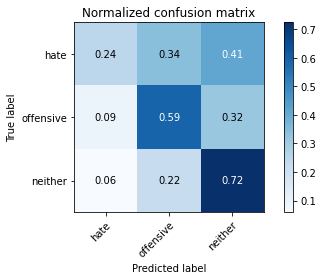 Normalized confusion matrix
True label
hate 0.24 0.34 0.41
offensive 0.09 0.59 0.32
neither 0.06 0.22 0.72
hate offensive neither
Predicted label
0.7
0.6
0.5
0.4
0.3
0.2
0.1